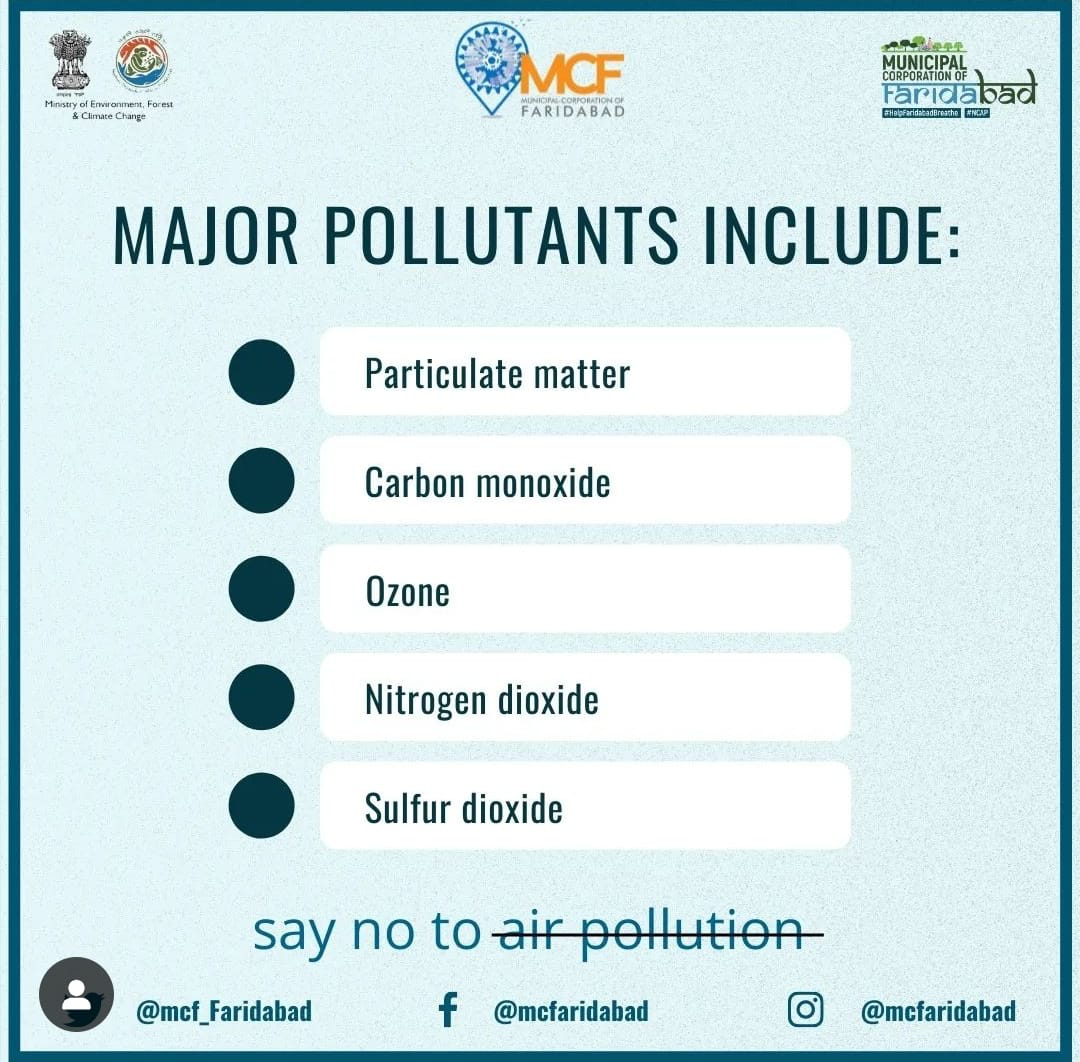 Ministry of Environment, Forest
& Climate Change
MCF
MUNICIPAL CORPORATION OF
FARIDABAD
MUNICIPAL
CORPORATION OF
Faridabad
#HelpFaridabadBreathe #NCAP
MAJOR POLLUTANTS INCLUDE:
Particulate matter
Carbon monoxide
Ozone
Nitrogen dioxide
Sulfur dioxide
say no to air pollution
@mcf_Faridabad
@mcfaridabad
@mcfaridabad